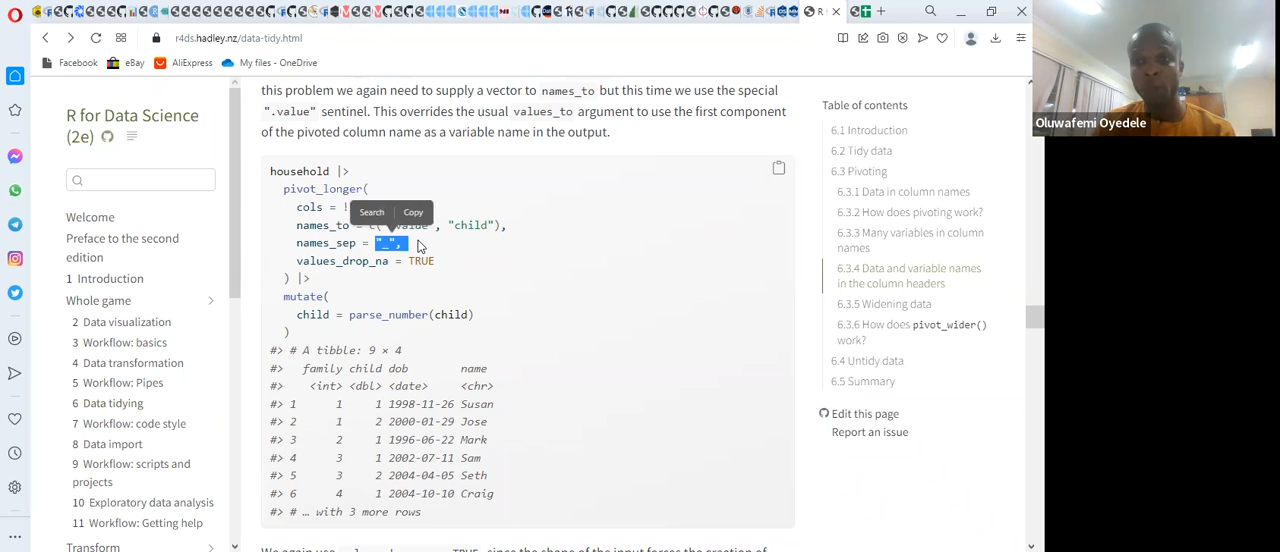 r4ds.hadley.nz/data-tidy.html
Facebook
eBay
AliExpress
My files - OneDrive
R for Data Science
(2e)
Welcome
Preface to the second
edition
1 Introduction
Whole game
2 Data visualization
3 Workflow: basics
4 Data transformation
5 Workflow: Pipes
6 Data tidying
7 Workflow: code style
8 Data import
9 Workflow: scripts and
projects
10 Exploratory data analysis
11 Workflow: Getting help
Transform
this problem we again need to supply a vector to names_to but this time we use the special
".value" sentinel. This overrides the usual values_to argument to use the first component
of the pivoted column name as a variable name in the output.
household |>
pivot_longer(
cols = !
Search
Copy
names_to = "child"),
names_sep = "_",
values_drop_na = TRUE
) |>
mutate(
child = parse_number(child)
)
#> # A tibble: 9 × 4
#> family child dob name
#> <int> <dbl> <date> <chr>
#> 1 1 1 1998-11-26 Susan
#> 2 1 2 2000-01-29 Jose
#> 3 2 1 1996-06-22 Mark
#> 4 3 1 2002-07-11 Sam
#> 5 3 2 2004-04-05 Seth
#> 6 4 1 2004-10-10 Craig
#> # … with 3 more rows
Table of contents
6.1 Introduction
6.2 Tidy data
6.3 Pivoting
6.3.1 Data in column names
6.3.2 How does pivoting work?
6.3.3 Many variables in column
names
6.3.4 Data and variable names
in the column headers
6.3.5 Widening data
6.3.6 How does pivot_wider()
work?
6.4 Untidy data
6.5 Summary
Edit this page
Report an issue
Oluwafemi Oyedele